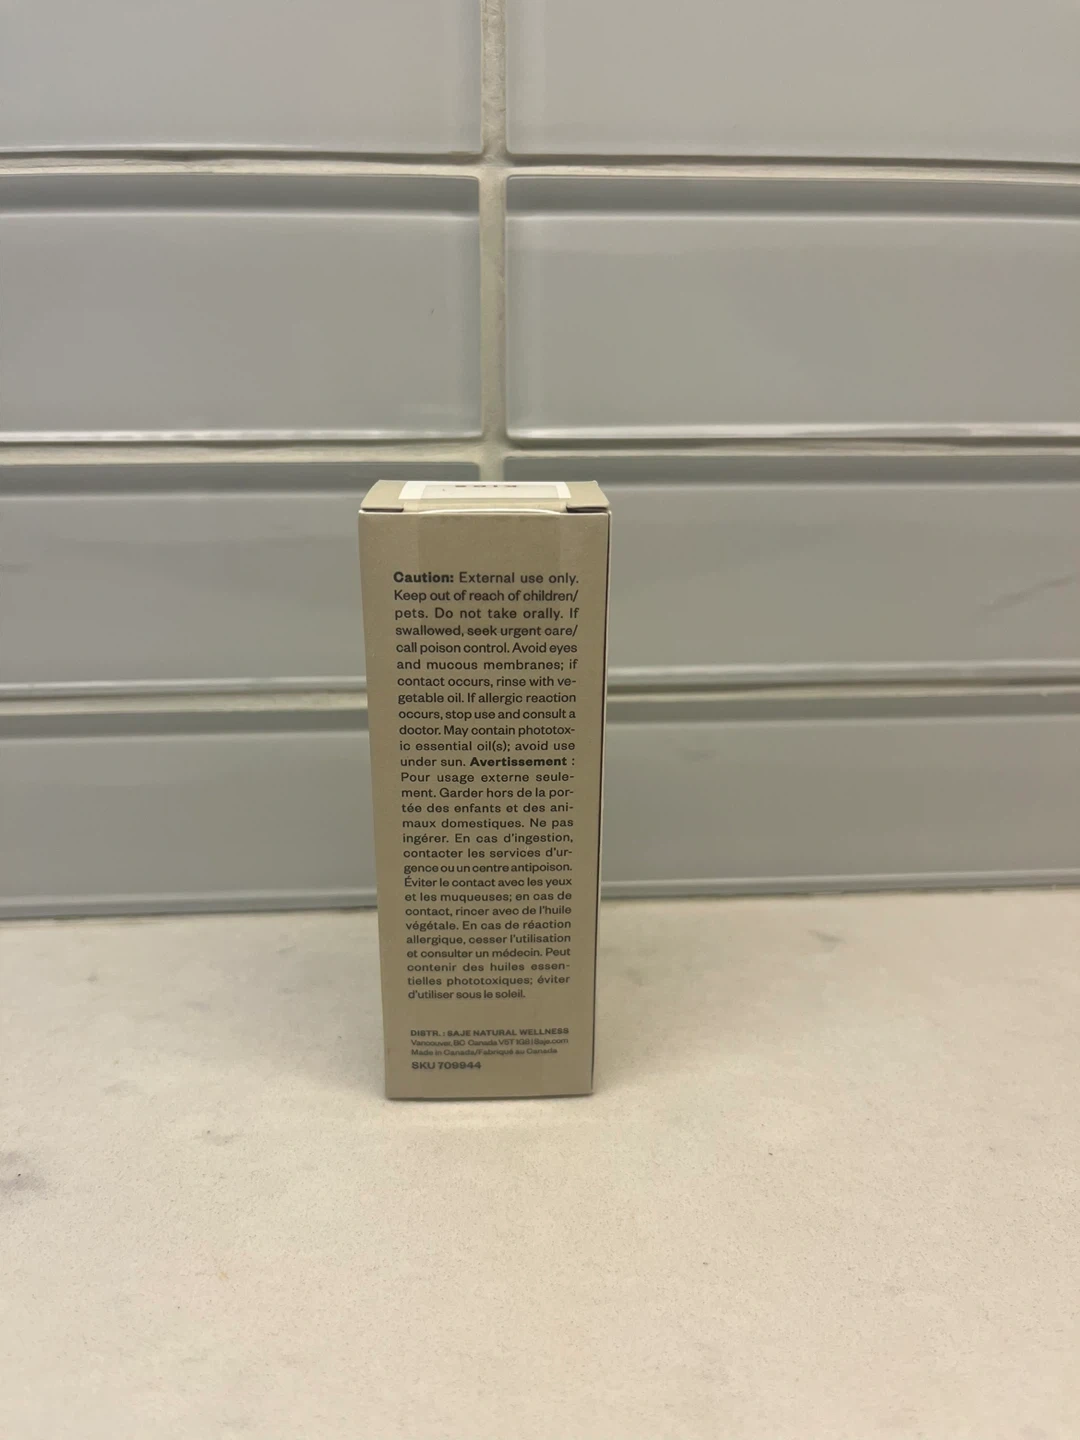 Caution: External use only.
Keep out of reach of children/
pets. Do not take orally. If
swallowed, seek urgent care/
call poison control. Avoid eyes
and mucous membranes; if
contact occurs, rinse with ve-
getable oil. If allergic reaction
occurs, stop use and consult a
doctor. May contain phototox-
ic essential oil(s); avoid use
under sun. Avertissement :
Pour usage externe seule-
ment. Garder hors de la por-
tée des enfants et des ani-
maux domestiques. Ne pas
ingérer. En cas d'ingestion,
contacter les services d'ur-
gence ou un centre antipoison.
Éviter le contact avec les yeux
et les muqueuses; en cas de
contact, rincer avec de l'huile
végétale. En cas de réaction
allergique, cesser l'utilisation
et consulter un médecin. Peut
contenir des huiles essen-
tielles phototoxiques; éviter
d'utiliser sous le soleil.
DISTR. : SAJE NATURAL WELLNESS
Vancouver, BC Canada V5T 1G8 | Saje.com
Made in Canada/Fabriqué au Canada
SKU 709944